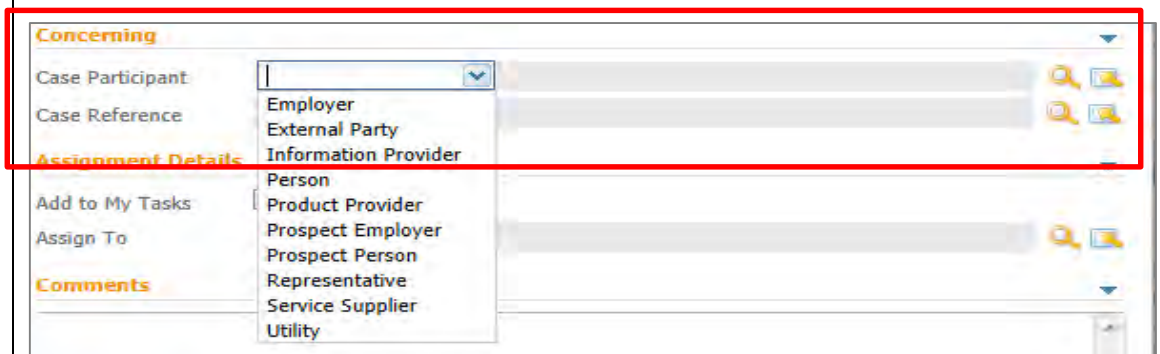 Concerning
Case Participant
Employer
Case Reference
External Party
Information Provider
Assignment Details
Person
Add to My Tasks
Product Provider
Prospect Employer
Assign To
Prospect Person
Representative
Comments
Service Supplier
Utility